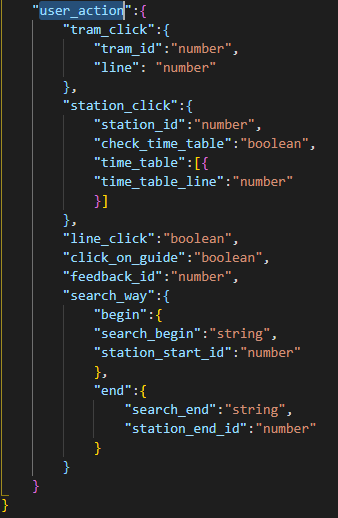 "user_action":{
"tram_click":{
"tram_id":"number",
"line": "number"
},
"station_click":{
"station_id":"number",
"check_time_table":"boolean",
"time_table":[{
"time_table_line":"number"
}]
},
"line_click":"boolean",
"click_on_guide":"boolean",
"feedback_id":"number",
"search_way":{
"begin":{
"search_begin":"string",
"station_start_id":"number"
},
"end":{
"search_end":"string",
"station_end_id":"number"
}
}
}
}